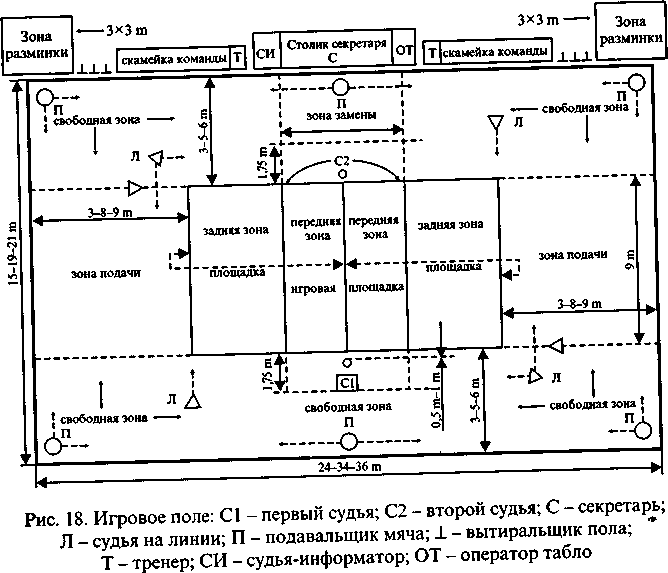 Зона
разминки
3×3 m
скамейка команды
Т
СИ
Столик секретаря
С
ОТ
Т
скамейка команды
3×3 m
Зона
разминки
П
свободная зона
3–5–6 m
П
зона замены
П
свободная зона
Л
Л
1,75 m
С2
3–8–9 m
15–19–21 m
задняя зона
передняя
зона
передняя
зона
задняя зона
зона подачи
площадка
игровая
площадка
площадка
зона подачи
9 m
3–8–9 m
1,75 m
С1
0,5 m–1 m
3–5–6 m
Л
Л
свободная зона
П
свободная зона
П
свободная зона
П
24–34–36 m
Рис. 18. Игровое поле: С1 – первый судья; С2 – второй судья; С – секретарь;
Л – судья на линии; П – подавальщик мяча; ⊥ – вытиральщик пола;
Т – тренер; СИ – судья-информатор; ОТ – оператор табло